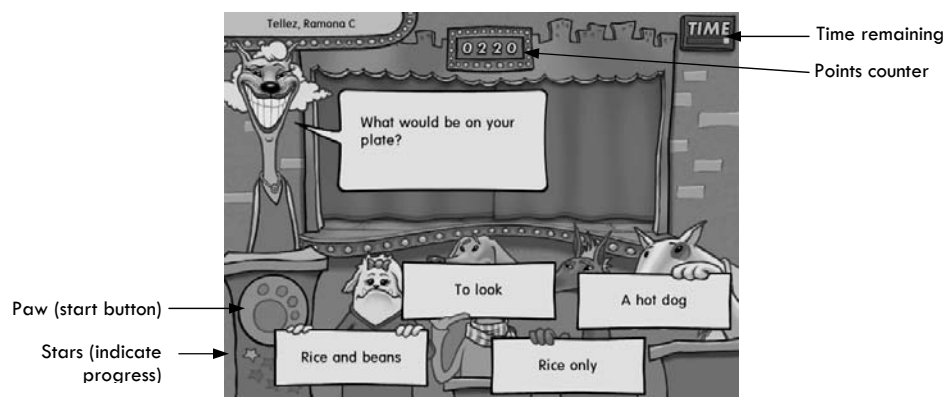 Tellez, Ramona C
0220
TIME
Time remaining
Points counter
What would be on your
plate?
To look
A hot dog
Paw (start button)
Stars (indicate
progress)
Rice and beans
Rice only